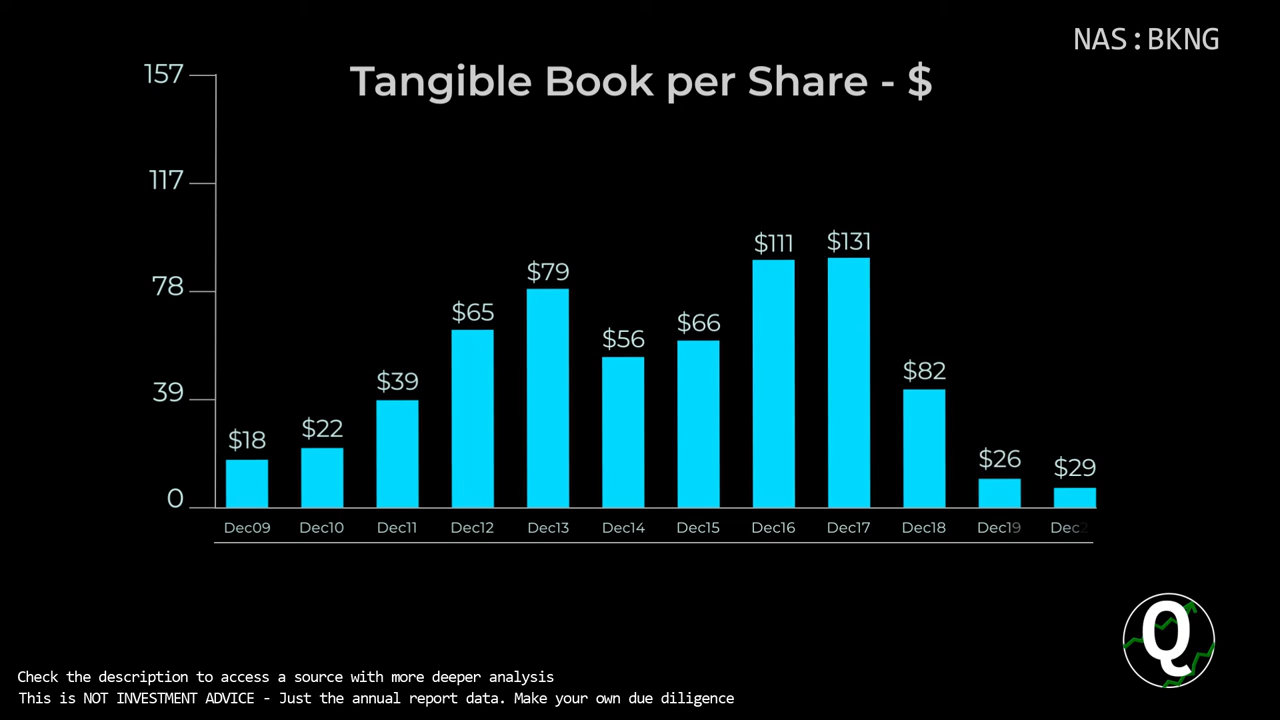 NAS:BKNG
Tangible Book per Share - $
157
117
78
39
0
$18
$22
$39
$65
$79
$56
$66
$111
$131
$82
$26
$29
Dec09 Dec10 Dec11 Dec12 Dec13 Dec14 Dec15 Dec16 Dec17 Dec18 Dec19
Q
Check the description to access a source with more deeper analysis
This is NOT INVESTMENT ADVICE - Just the annual report data. Make your own due diligence